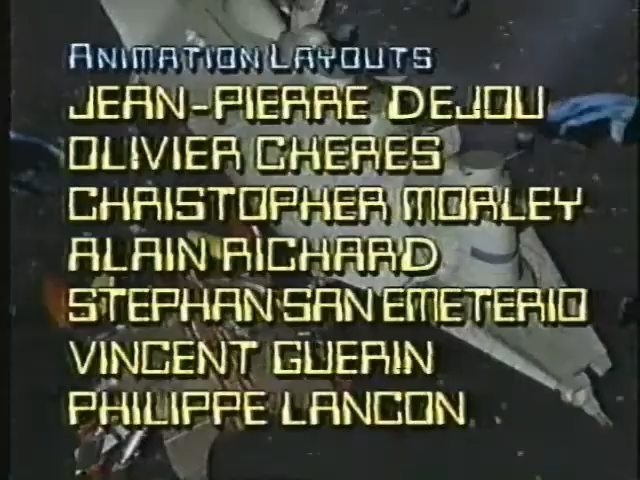 ANIMATION LAYOUTS
JEAN-PIERRE DEJOU
OLIVIER CHERES
CHRISTOPHER MORLEY
ALAIN RICHARD
STEPHAN SAN EMETERIO
VINCENT GUERIN
PHILIPPE LANCON